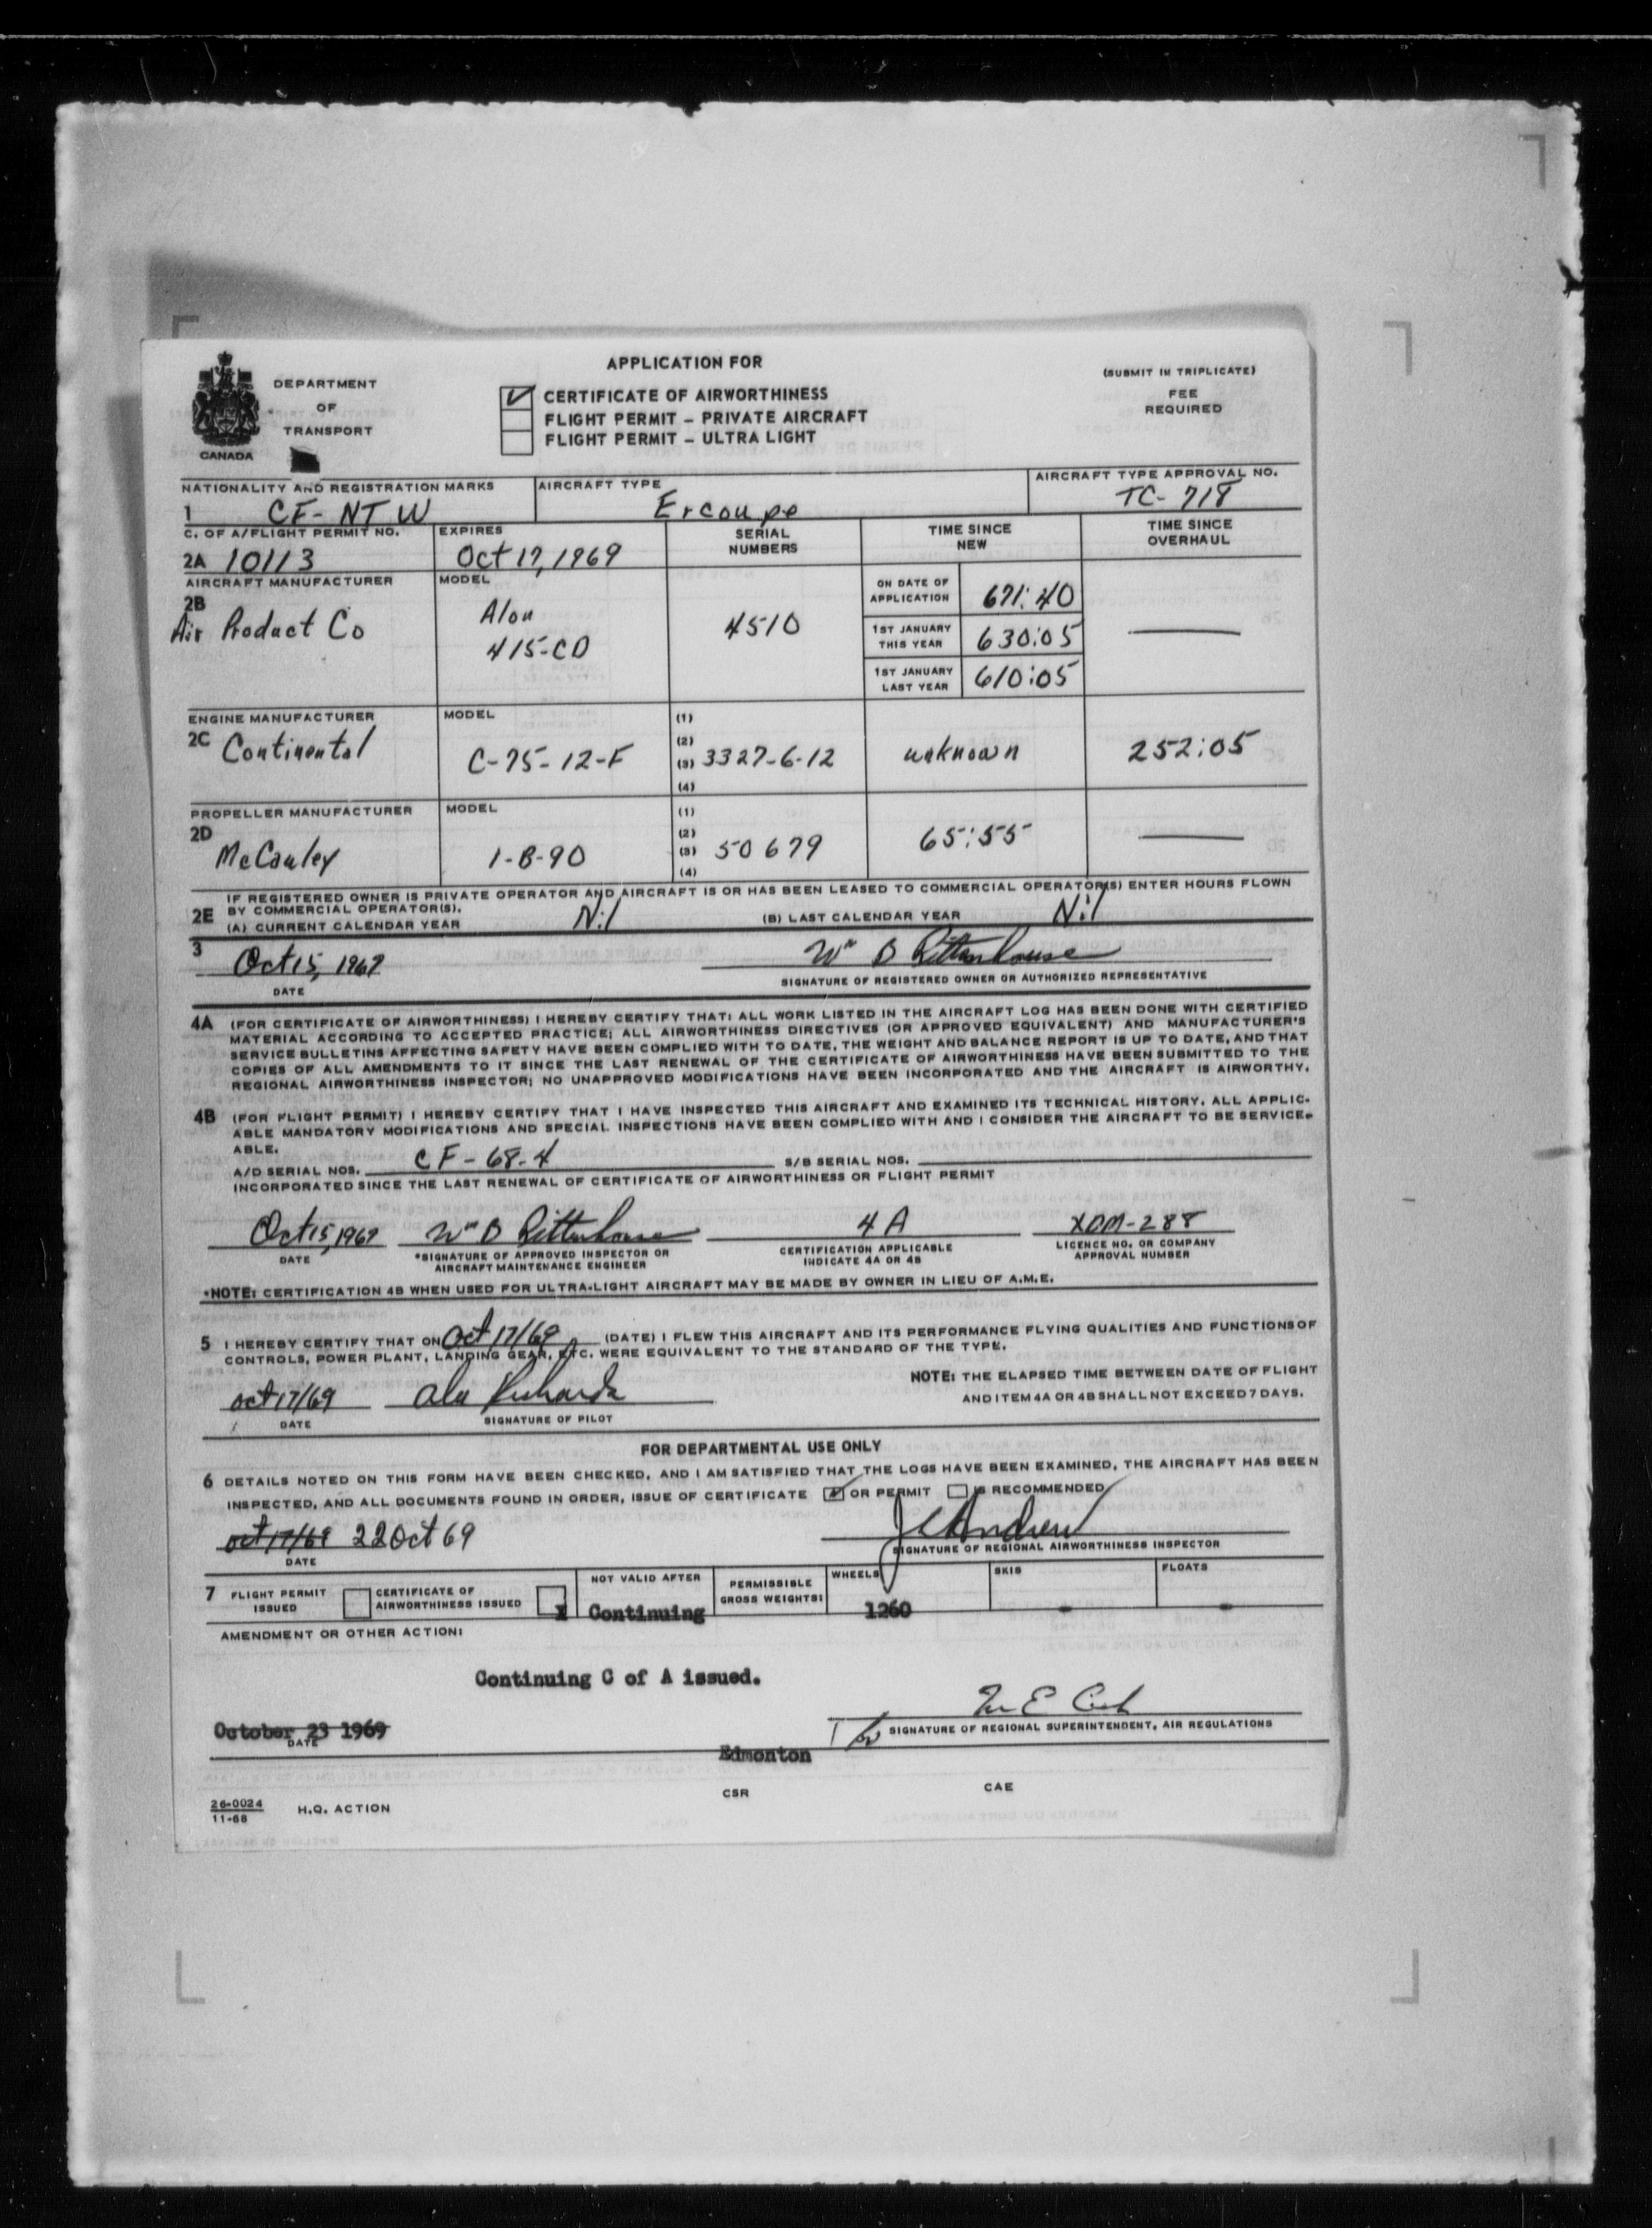 APPLICATION FOR
DEPARTMENT
OF
TRANSPORT
CANADA
CERTIFICATE OF AIRWORTHINESS
FLIGHT PERMIT – PRIVATE AIRCRAFT
FLIGHT PERMIT – ULTRA LIGHT
(SUBMIT IN TRIPLICATE)
FEE
REQUIRED
NATIONALITY AND REGISTRATION MARKS
1 CF-NTW
AIRCRAFT TYPE
Ercoupe
AIRCRAFT TYPE APPROVAL NO.
TC-718
C. OF A/FLIGHT PERMIT NO.
2A 10113
EXPIRES
Oct 17, 1969
SERIAL
NUMBERS
TIME SINCE
NEW
TIME SINCE
OVERHAUL
AIRCRAFT MANUFACTURER
2B
Air Product Co
MODEL
Alon
415-CD
4510
ON DATE OF
APPLICATION 671:40
1ST JANUARY
THIS YEAR 630:05
1ST JANUARY
LAST YEAR 610:05
ENGINE MANUFACTURER
2C Continental
MODEL
C-75-12-F
(1)
(2)
(3) 3327-6-12
(4)
unknown
252:05
PROPELLER MANUFACTURER
2D
McCauley
MODEL
1-B-90
(1)
(2)
(3) 50679
(4)
65:55
2E IF REGISTERED OWNER IS PRIVATE OPERATOR AND AIRCRAFT IS OR HAS BEEN LEASED TO COMMERCIAL OPERATOR(S) ENTER HOURS FLOWN
BY COMMERCIAL OPERATOR(S).
(A) CURRENT CALENDAR YEAR Nil (B) LAST CALENDAR YEAR Nil
3 Oct 15, 1969 Wm D Rittenhouse
DATE SIGNATURE OF REGISTERED OWNER OR AUTHORIZED REPRESENTATIVE
4A (FOR CERTIFICATE OF AIRWORTHINESS) I HEREBY CERTIFY THAT: ALL WORK LISTED IN THE AIRCRAFT LOG HAS BEEN DONE WITH CERTIFIED
MATERIAL ACCORDING TO ACCEPTED PRACTICE; ALL AIRWORTHINESS DIRECTIVES (OR APPROVED EQUIVALENT) AND MANUFACTURER'S
SERVICE BULLETINS AFFECTING SAFETY HAVE BEEN COMPLIED WITH TO DATE, THE WEIGHT AND BALANCE REPORT IS UP TO DATE, AND THAT
COPIES OF ALL AMENDMENTS TO IT SINCE THE LAST RENEWAL OF THE CERTIFICATE OF AIRWORTHINESS HAVE BEEN SUBMITTED TO THE
REGIONAL AIRWORTHINESS INSPECTOR; NO UNAPPROVED MODIFICATIONS HAVE BEEN INCORPORATED AND THE AIRCRAFT IS AIRWORTHY.
4B (FOR FLIGHT PERMIT) I HEREBY CERTIFY THAT I HAVE INSPECTED THIS AIRCRAFT AND EXAMINED ITS TECHNICAL HISTORY. ALL APPLIC-
ABLE MANDATORY MODIFICATIONS AND SPECIAL INSPECTIONS HAVE BEEN COMPLIED WITH AND I CONSIDER THE AIRCRAFT TO BE SERVICE-
ABLE.
A/D SERIAL NOS. CF-68-4 S/B SERIAL NOS.
INCORPORATED SINCE THE LAST RENEWAL OF CERTIFICATE OF AIRWORTHINESS OR FLIGHT PERMIT
Oct 15, 1969 Wm D Rittenhouse 4A XDM-288
DATE
*SIGNATURE OF APPROVED INSPECTOR OR
AIRCRAFT MAINTENANCE ENGINEER
CERTIFICATION APPLICABLE
INDICATE 4A OR 4B
LICENCE NO. OR COMPANY
APPROVAL NUMBER
*NOTE: CERTIFICATION 4B WHEN USED FOR ULTRA-LIGHT AIRCRAFT MAY BE MADE BY OWNER IN LIEU OF A.M.E.
5 I HEREBY CERTIFY THAT ON Oct 17/69 (DATE) I FLEW THIS AIRCRAFT AND ITS PERFORMANCE FLYING QUALITIES AND FUNCTIONS OF
CONTROLS, POWER PLANT, LANDING GEAR, ETC. WERE EQUIVALENT TO THE STANDARD OF THE TYPE.
NOTE: THE ELAPSED TIME BETWEEN DATE OF FLIGHT
AND ITEM 4A OR 4B SHALL NOT EXCEED 7 DAYS.
oct 17/69
DATE SIGNATURE OF PILOT
FOR DEPARTMENTAL USE ONLY
6 DETAILS NOTED ON THIS FORM HAVE BEEN CHECKED, AND I AM SATISFIED THAT THE LOGS HAVE BEEN EXAMINED, THE AIRCRAFT HAS BEEN
INSPECTED, AND ALL DOCUMENTS FOUND IN ORDER, ISSUE OF CERTIFICATE OR PERMIT IS RECOMMENDED
oct 17/69 22 Oct 69 Andrew
DATE SIGNATURE OF REGIONAL AIRWORTHINESS INSPECTOR
7 FLIGHT PERMIT
ISSUED
CERTIFICATE OF
AIRWORTHINESS ISSUED X
NOT VALID AFTER
Continuing
PERMISSIBLE
GROSS WEIGHTS:
WHEELS
1260
SKIS
-
FLOATS
-
AMENDMENT OR OTHER ACTION:
Continuing C of A issued.
October 23 1969
DATE
SIGNATURE OF REGIONAL SUPERINTENDENT, AIR REGULATIONS
Edmonton
CSR CAE
26-0024
11-68
H.Q. ACTION